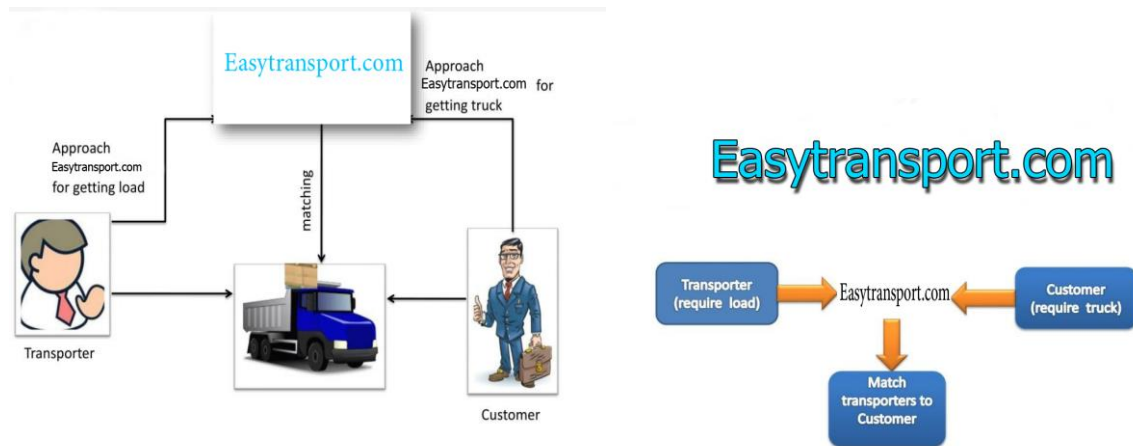 Easytransport.com
Approach
Easytransport.com for
getting truck
Approach
Easytransport.com
for getting load
matching
Transporter
Customer
Easytransport.com
Transporter
(require load)
Easytransport.com
Customer
(require truck)
Match
transporters to
Customer